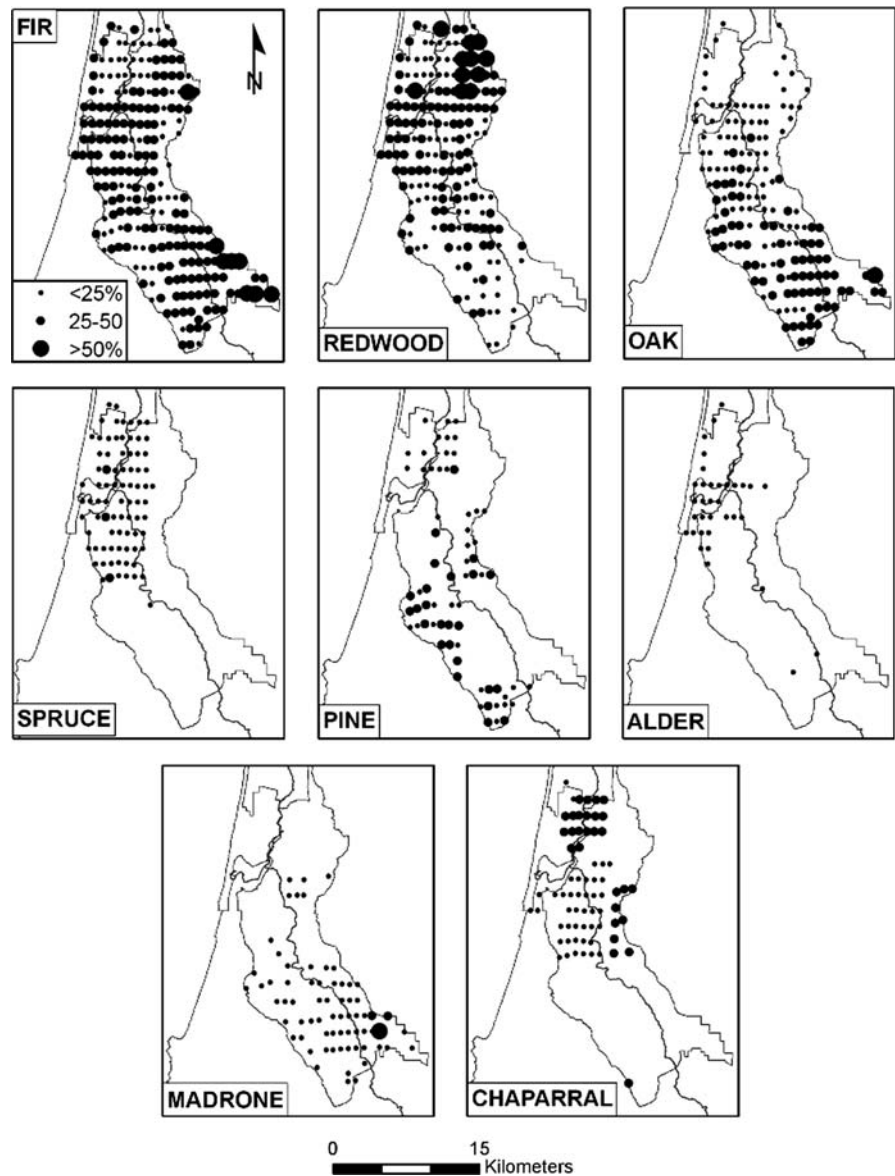 FIR
N
<25%
25-50
>50%
REDWOOD
OAK
SPRUCE
PINE
ALDER
MADRONE
CHAPARRAL
0 15
Kilometers